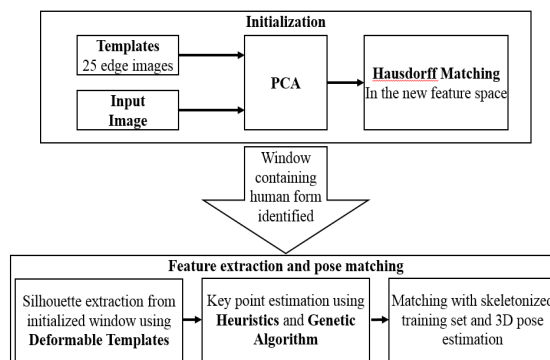 Initialization
Templates
25 edge images
Input
Image
PCA
Hausdorff Matching
In the new feature space
Window
containing
human form
identified
Feature extraction and pose matching
Silhouette extraction from
initialized window using
Deformable Templates
Key point estimation using
Heuristics and Genetic
Algorithm
Matching with skeletonized
training set and 3D pose
estimation